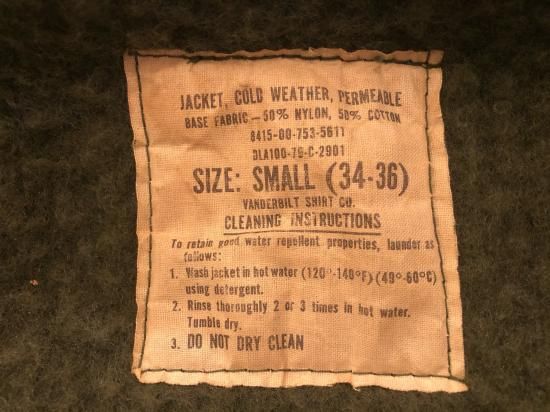 JACKET, COLD WEATHER, PERMEABLE
BASE FABRIC — 50% NYLON, 50% COTTON
8415-00-753-5611
DLA100-76-C-2901
SIZE: SMALL (34-36)
VANDERBILT SHIRT CO.
CLEANING INSTRUCTIONS
To retain good water repellent properties, launder as
follows:
1. Wash jacket in hot water (120°-140°F) (49°-60°C)
using detergent.
2. Rinse thoroughly 2 or 3 times in hot water.
Tumble dry.
3. DO NOT DRY CLEAN